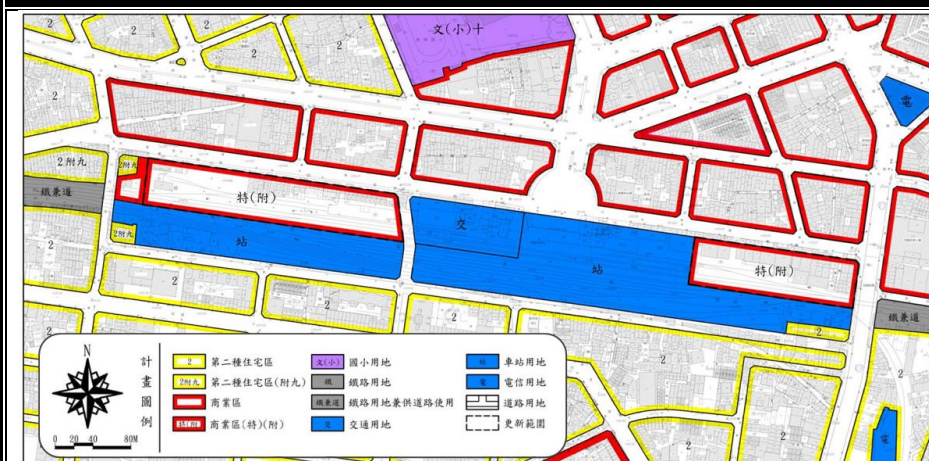 文(小)十
2
2
2
2
2
電
2附九
2附九
鐵兼道
特(附)
交
站
站
特(附)
2附九
2
2
2
2
2
鐵兼道
2
2
2
電
N
0 20 40 80M
計畫圖例
2 第二種住宅區
2附九 第二種住宅區(附九)
商業區
特(附) 商業區(特)(附)
文(小) 國小用地
鐵 鐵路用地
鐵兼道 鐵路用地兼供道路使用
交 交通用地
站 車站用地
電 電信用地
道路用地
更新範圍